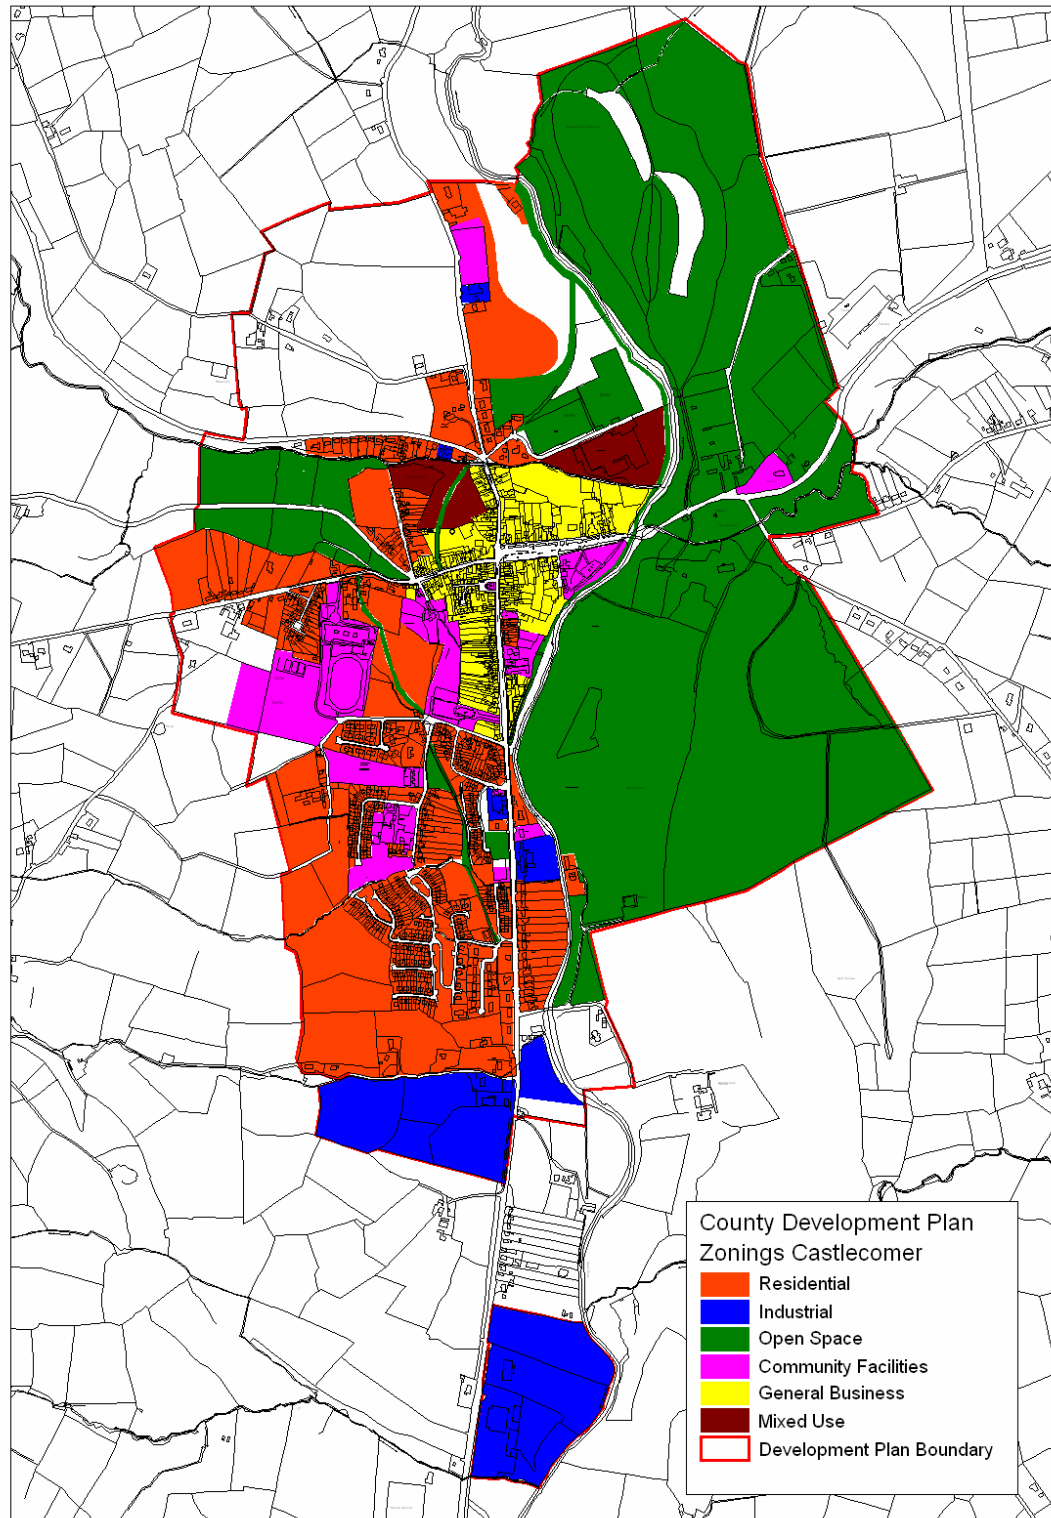 County Development Plan
Zonings Castlecomer
Residential
Industrial
Open Space
Community Facilities
General Business
Mixed Use
Development Plan Boundary